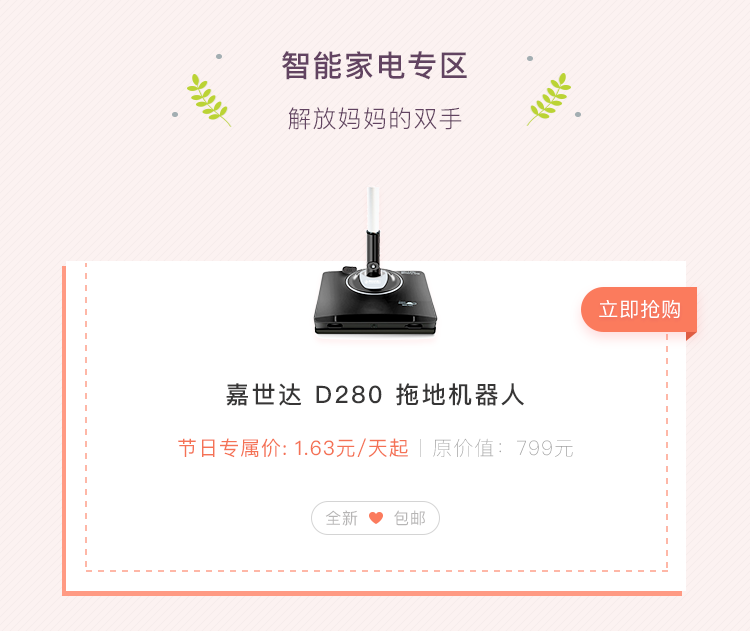 智能家电专区
解放妈妈的双手
立即抢购
嘉世达 D280 拖地机器人
节日专属价: 1.63元/天起 | 原价值：799元
全新 包邮